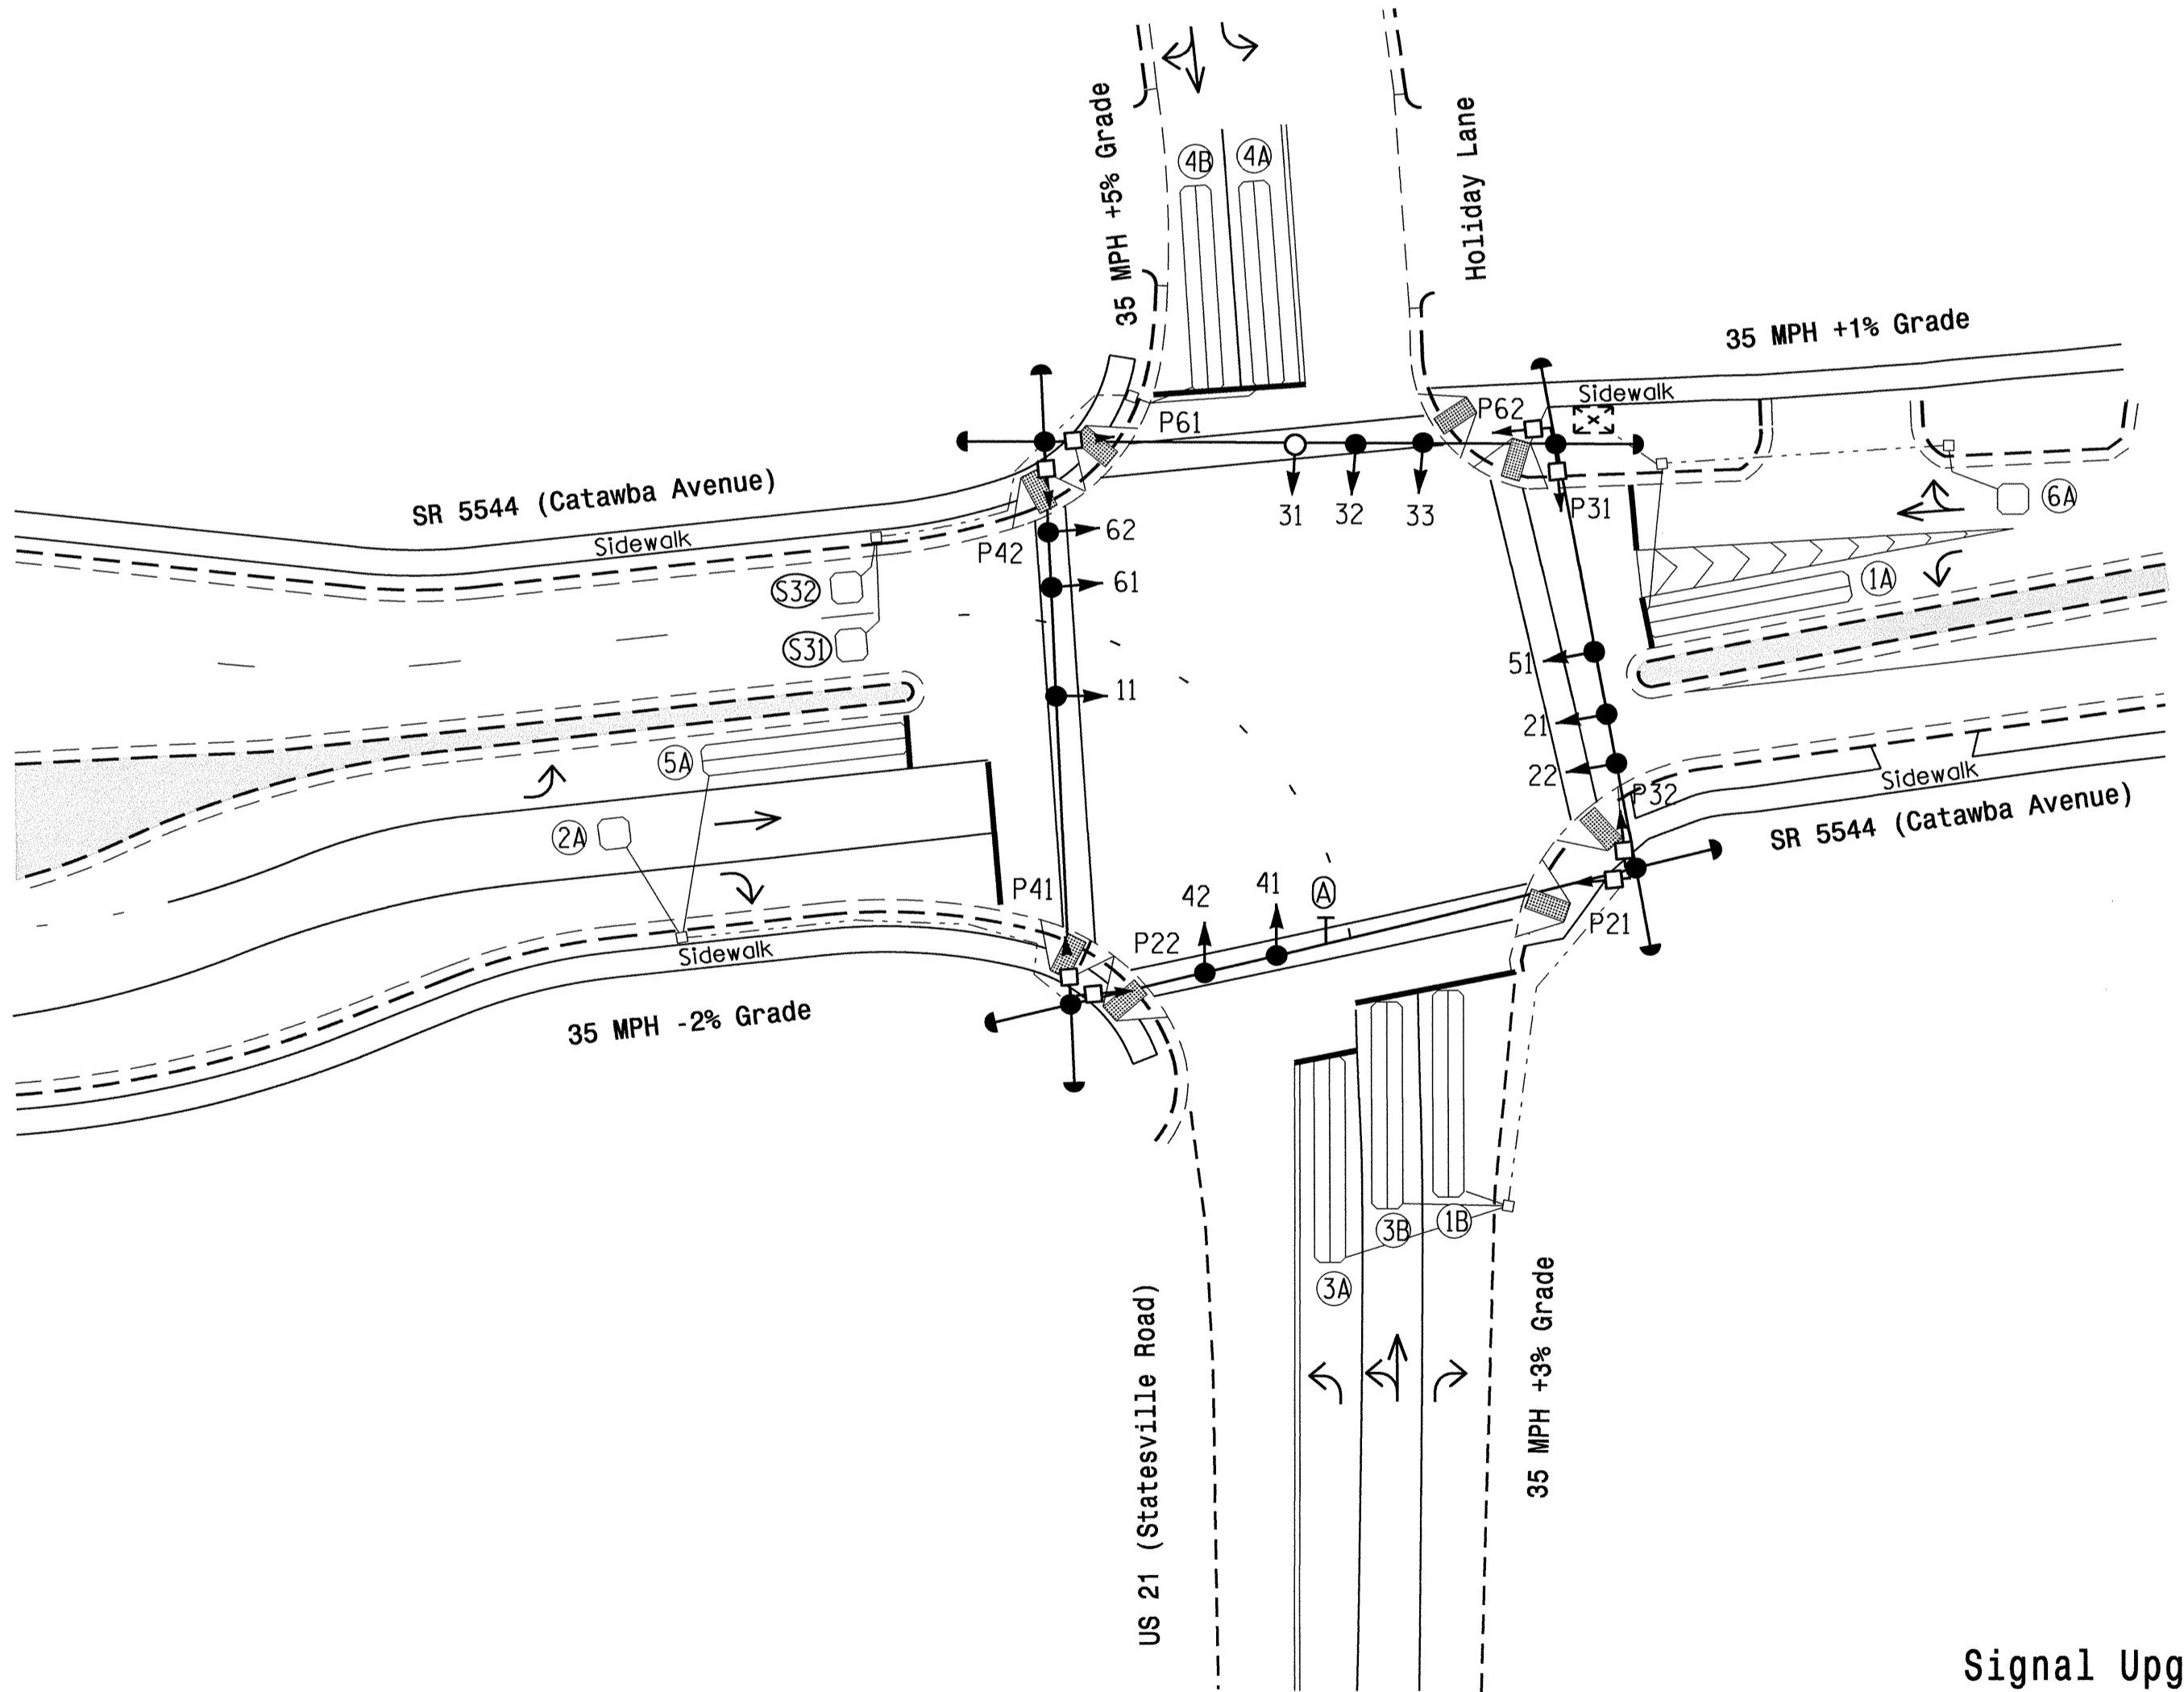 35 MPH +5% Grade
4B
4A
Holiday Lane
35 MPH +1% Grade
Sidewalk
P61
P62
SR 5544 (Catawba Avenue)
Sidewalk
31
32
33
P31
6A
62
P42
S32
61
1A
S31
51
11
21
5A
22
P32
Sidewalk
2A
SR 5544 (Catawba Avenue)
P41
42
41
A
P21
P22
Sidewalk
35 MPH -2% Grade
3B
1B
3A
US 21 (Statesville Road)
35 MPH +3% Grade
Signal Upg